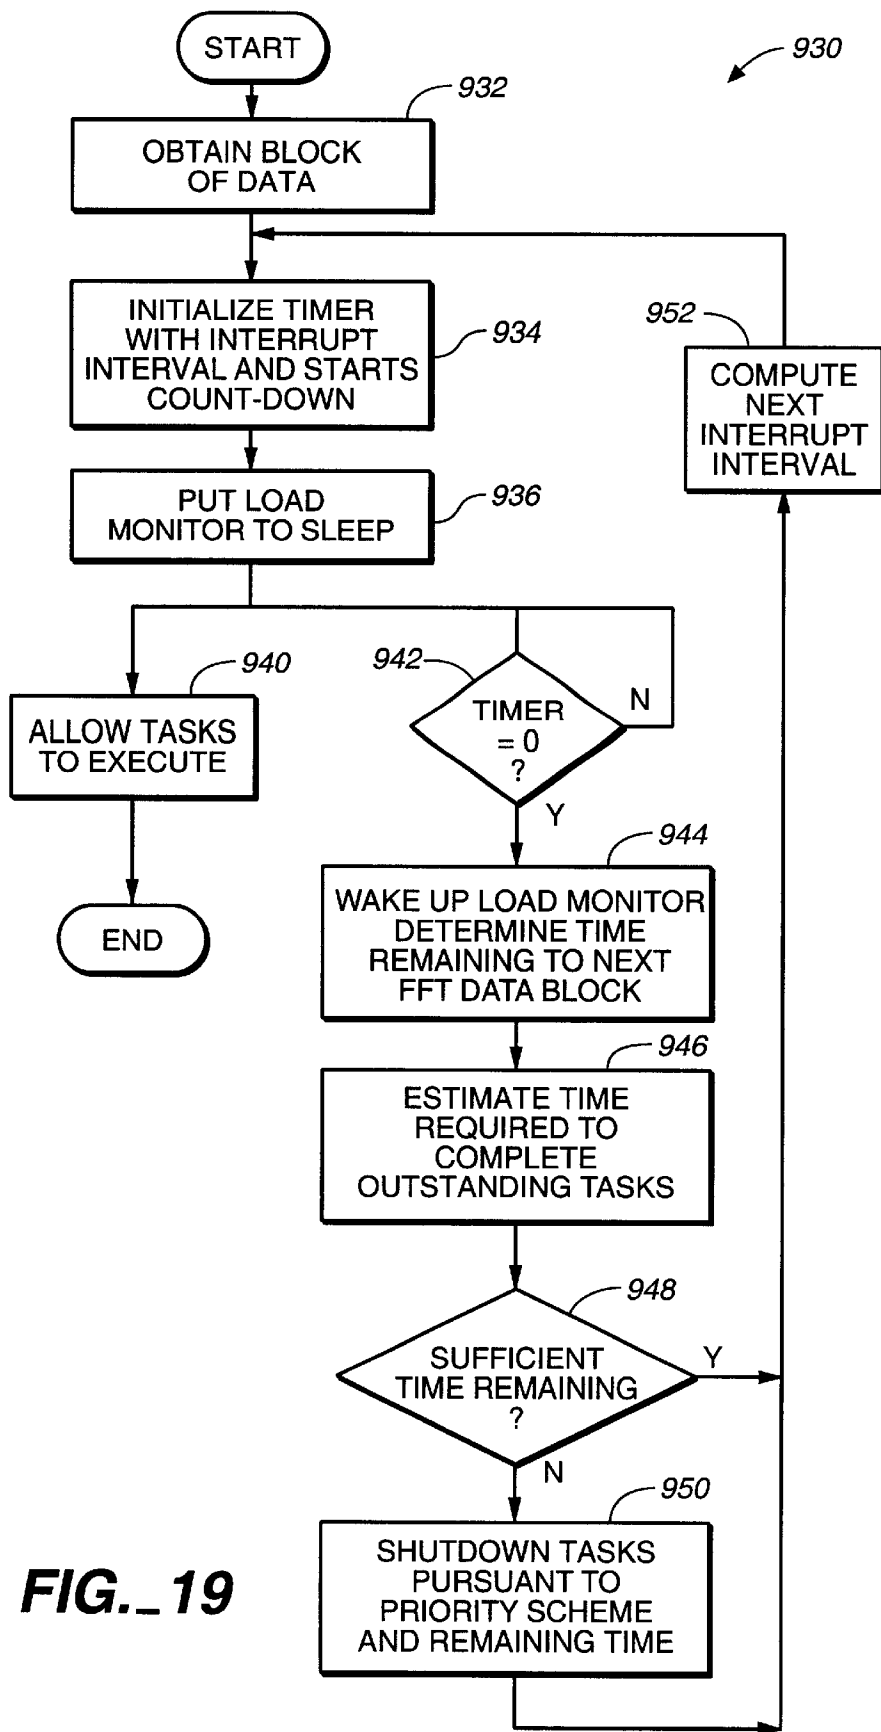 START
930
932
OBTAIN BLOCK
OF DATA
INITIALIZE TIMER
WITH INTERRUPT
INTERVAL AND STARTS
COUNT-DOWN
934
952
COMPUTE
NEXT
INTERRUPT
INTERVAL
PUT LOAD
MONITOR TO SLEEP
936
940
ALLOW TASKS
TO EXECUTE
END
942
TIMER
= 0
?
N
Y
944
WAKE UP LOAD MONITOR
DETERMINE TIME
REMAINING TO NEXT
FFT DATA BLOCK
946
ESTIMATE TIME
REQUIRED TO
COMPLETE
OUTSTANDING TASKS
948
SUFFICIENT
TIME REMAINING
?
Y
N
950
SHUTDOWN TASKS
PURSUANT TO
PRIORITY SCHEME
AND REMAINING TIME
FIG._19